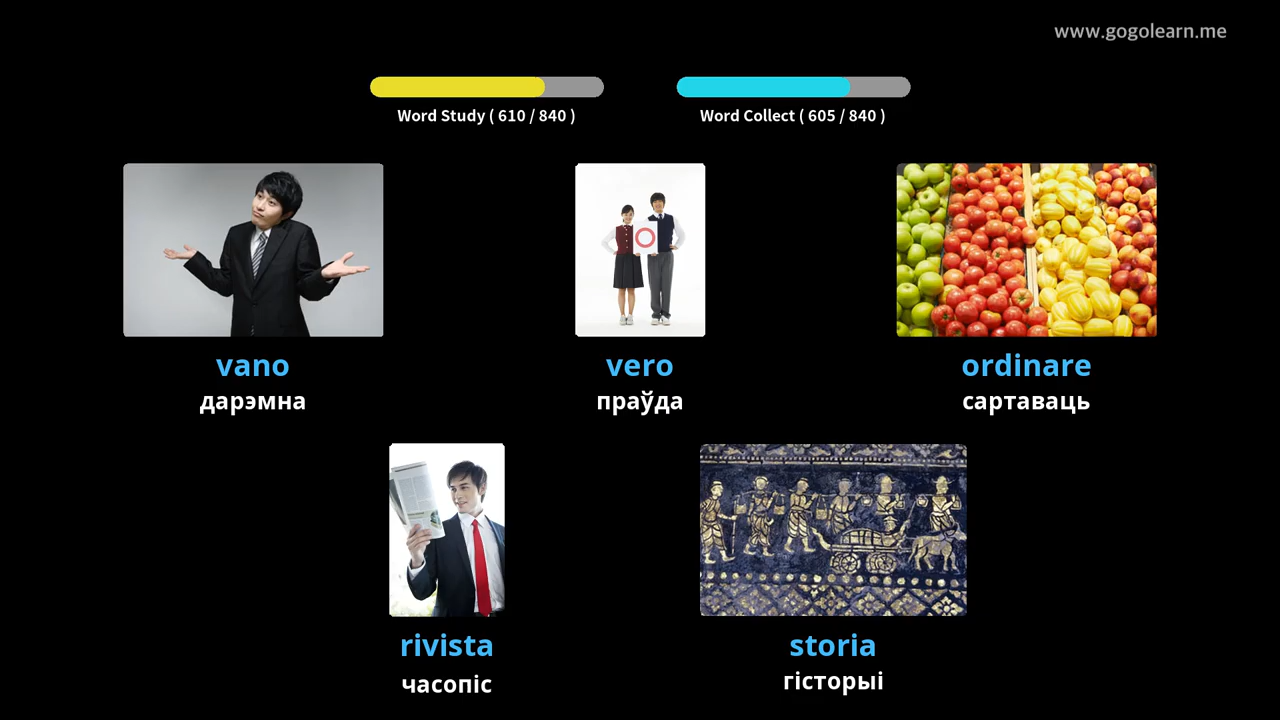 www.gogolearn.me
Word Study ( 610 / 840 )
Word Collect ( 605 / 840 )
vano
дарэмна
vero
праўда
ordinare
сартаваць
rivista
часопіс
storia
гісторыі